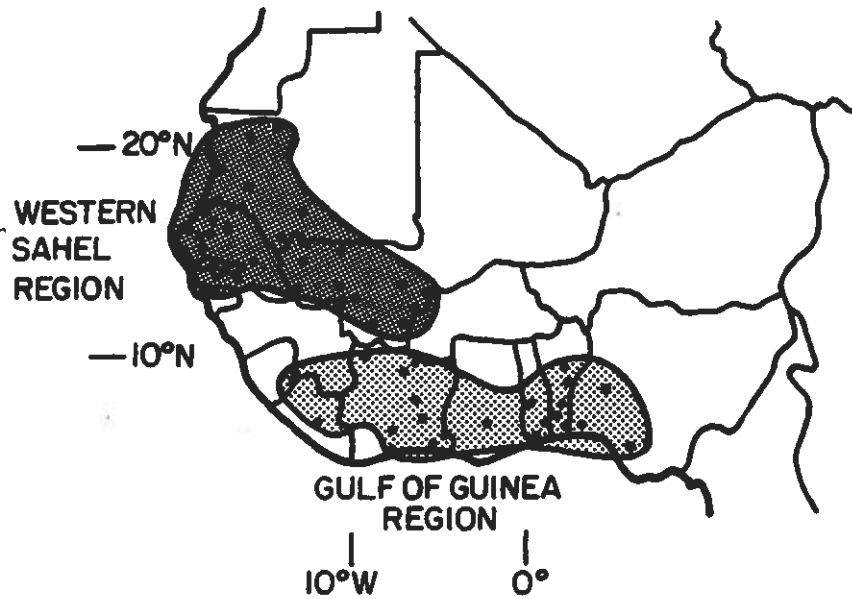 20°N
WESTERN
SAHEL
REGION
10°N
GULF OF GUINEA
REGION
10°W
0°